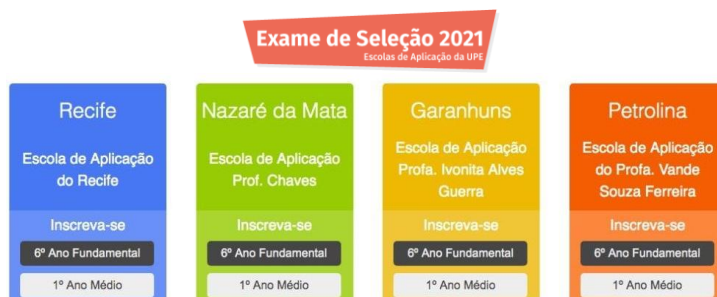 Exame de Seleção 2021
Escolas de Aplicação da UPE
Recife
Escola de Aplicação
do Recife
Inscreva-se
6º Ano Fundamental
1º Ano Médio
Nazaré da Mata
Escola de Aplicação
Prof. Chaves
Inscreva-se
6º Ano Fundamental
1º Ano Médio
Garanhuns
Escola de Aplicação
Profa. Ivonita Alves
Guerra
Inscreva-se
6º Ano Fundamental
1º Ano Médio
Petrolina
Escola de Aplicação
do Profa. Vande
Souza Ferreira
Inscreva-se
6º Ano Fundamental
1º Ano Médio